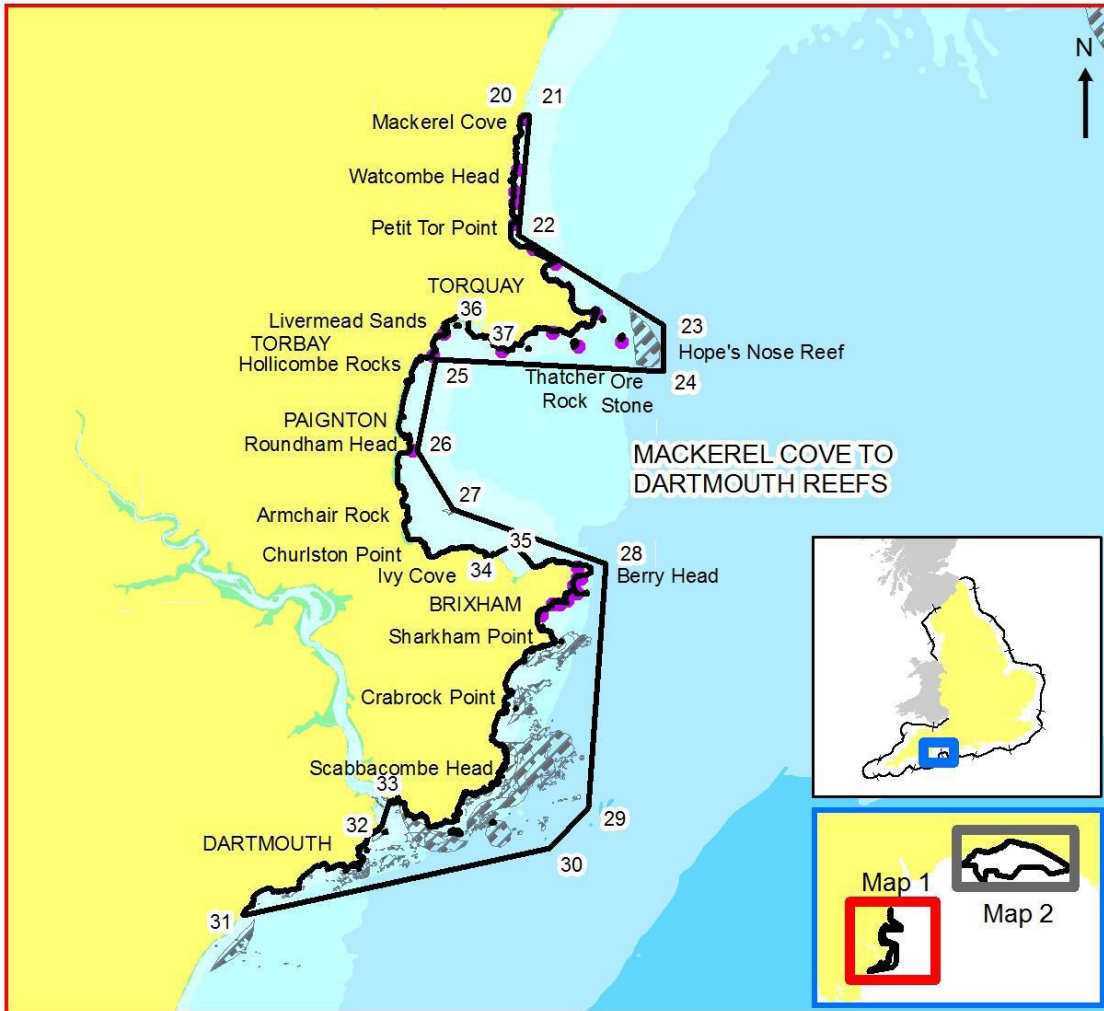 N
20 21
Mackerel Cove
Watcombe Head
Petit Tor Point 22
TORQUAY
36
Livermead Sands
37
23
TORBAY
Hope's Nose Reef
Hollicombe Rocks
25
Thatcher
Rock
Ore
Stone
24
PAIGNTON
Roundham Head 26
MACKEREL COVE TO
DARTMOUTH REEFS
27
Armchair Rock
35
Churlston Point
34
28
Ivy Cove
Berry Head
BRIXHAM
Sharkham Point
Crabrock Point
Scabbacombe Head
33
29
32
30
DARTMOUTH
31
Map 1
Map 2